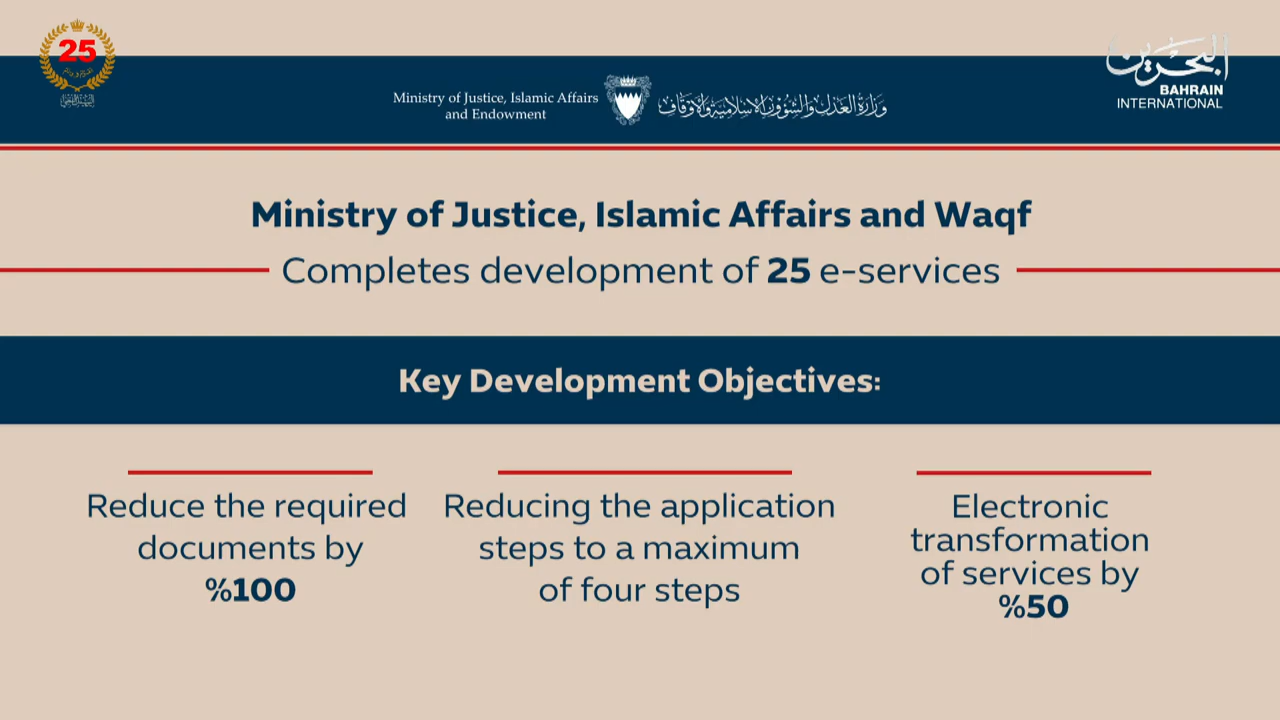 25
Ministry of Justice, Islamic Affairs
and Endowment
وزارة العدل والشؤون الإسلامية والأوقاف
البحرين
BAHRAIN
INTERNATIONAL
Ministry of Justice, Islamic Affairs and Waqf
Completes development of 25 e-services
Key Development Objectives:
Reduce the required
documents by
%100
Reducing the application
steps to a maximum
of four steps
Electronic
transformation
of services by
%50